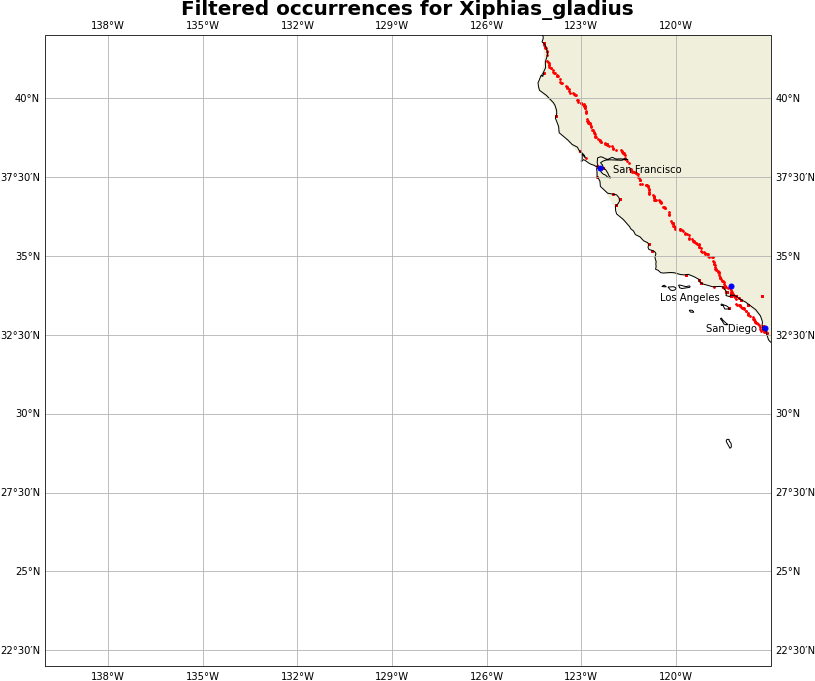 Filtered occurrences for Xiphias_gladius
138°W 135°W 132°W 129°W 126°W 123°W 120°W
40°N 40°N
San Francisco
37°30′N 37°30′N
35°N 35°N
Los Angeles
San Diego
32°30′N 32°30′N
30°N 30°N
27°30′N 27°30′N
25°N 25°N
22°30′N 22°30′N
138°W 135°W 132°W 129°W 126°W 123°W 120°W